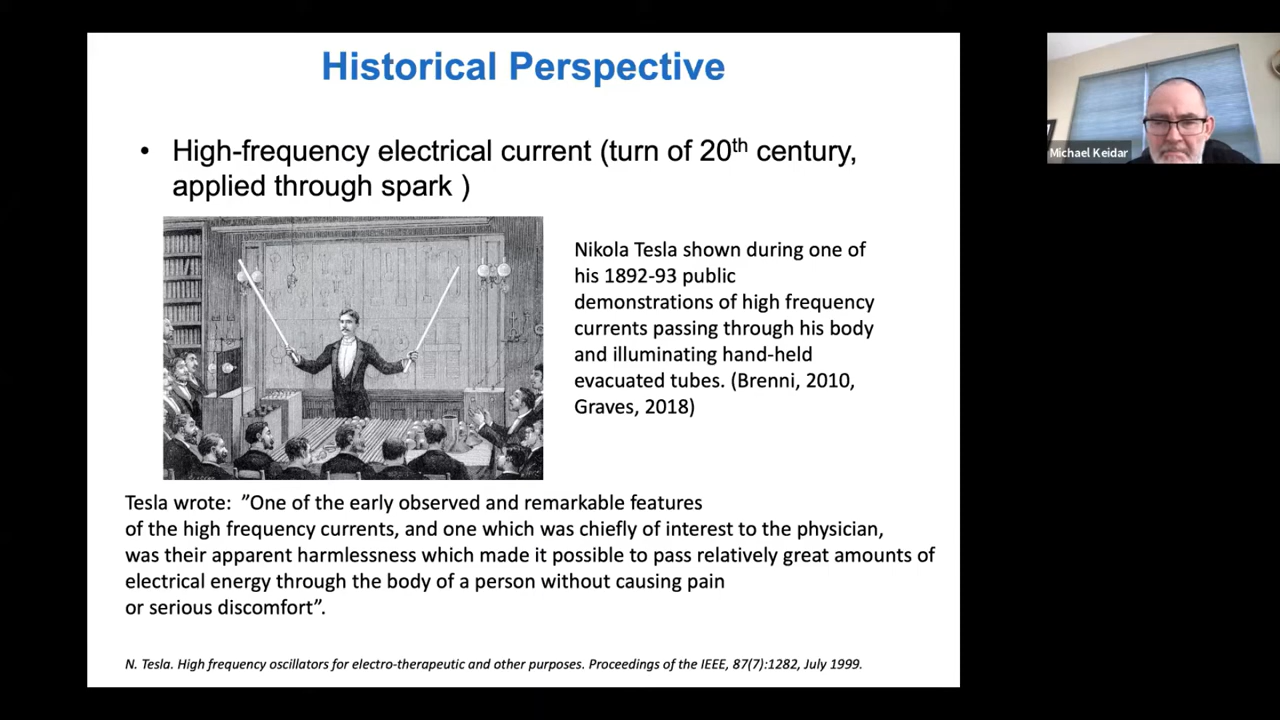 Historical Perspective
• High-frequency electrical current (turn of 20th century,
applied through spark )
Nikola Tesla shown during one of
his 1892-93 public
demonstrations of high frequency
currents passing through his body
and illuminating hand-held
evacuated tubes. (Brenni, 2010,
Graves, 2018)
Tesla wrote: ”One of the early observed and remarkable features
of the high frequency currents, and one which was chiefly of interest to the physician,
was their apparent harmlessness which made it possible to pass relatively great amounts of
electrical energy through the body of a person without causing pain
or serious discomfort”.
N. Tesla. High frequency oscillators for electro-therapeutic and other purposes. Proceedings of the IEEE, 87(7):1282, July 1999.
Michael Keidar